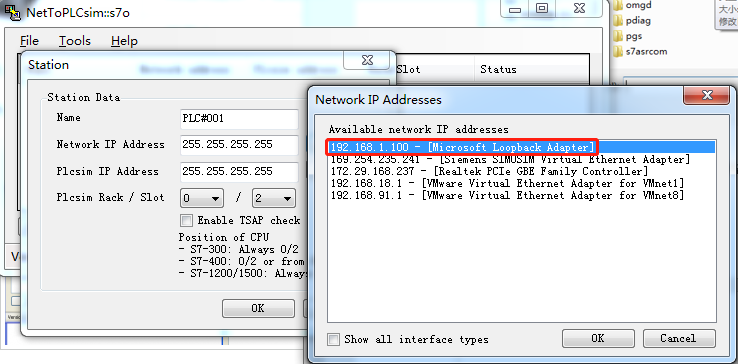 NetToPLCsim::s7o
File Tools Help
Slot Status
Station
Station Data
Name PLC#001
Network IP Address 255.255.255.255
Plcsim IP Address 255.255.255.255
Plcsim Rack / Slot 0 / 2
Enable TSAP check
Position of CPU
- S7-300: Always 0/2
- S7-400: 0/2 or from
- S7-1200/1500: Always
OK
Network IP Addresses
Available network IP addresses
192.168.1.100 - [Microsoft Loopback Adapter]
169.254.235.241 - [Siemens SIMOSIM Virtual Ethernet Adapter]
172.29.168.237 - [Realtek PCIe GBE Family Controller]
192.168.18.1 - [VMware Virtual Ethernet Adapter for VMnet1]
192.168.91.1 - [VMware Virtual Ethernet Adapter for VMnet8]
Show all interface types
OK Cancel
omgd
pdiag
pgs
s7asrcom
大小
修改